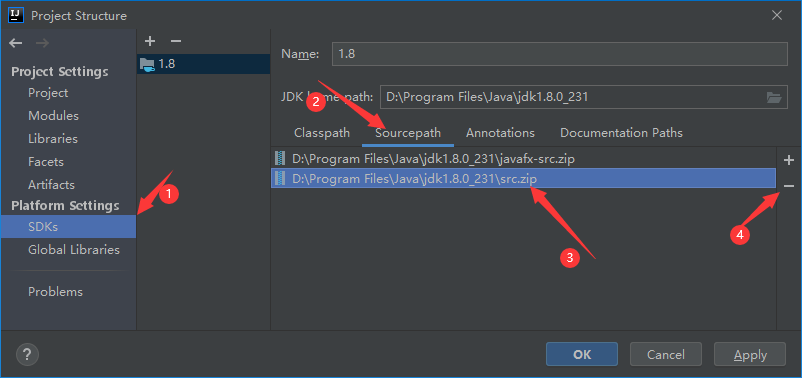 Project Structure
Project Settings
Project
Modules
Libraries
Facets
Artifacts
Platform Settings
SDKs
Global Libraries
Problems
1.8
Name: 1.8
JDK home path: D:\Program Files\Java\jdk1.8.0_231
Classpath Sourcepath Annotations Documentation Paths
D:\Program Files\Java\jdk1.8.0_231\javafx-src.zip
D:\Program Files\Java\jdk1.8.0_231\src.zip
1
2
3
4
?
OK Cancel Apply